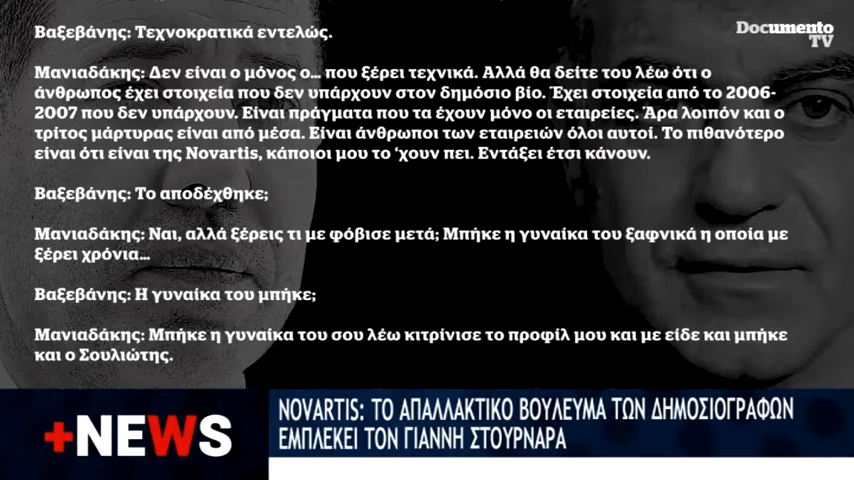 Documento
TV
Βαξεβάνης: Τεχνοκρατικά εντελώς.
Μανιαδάκης: Δεν είναι ο μόνος ο... που ξέρει τεχνικά. Αλλά θα δείτε του λέω ότι ο
άνθρωπος έχει στοιχεία που δεν υπάρχουν στον δημόσιο βίο. Έχει στοιχεία από το 2006-
2007 που δεν υπάρχουν. Είναι πράγματα που τα έχουν μόνο οι εταιρείες. Άρα λοιπόν και ο
τρίτος μάρτυρας είναι από μέσα. Είναι άνθρωποι των εταιρειών όλοι αυτοί. Το πιθανότερο
είναι ότι είναι της Novartis, κάποιοι μου το ‘χουν πει. Εντάξει έτσι κάνουν.
Βαξεβάνης: Το αποδέχθηκε;
Μανιαδάκης: Ναι, αλλά ξέρεις τι με φόβισε μετά; Μπήκε η γυναίκα του ξαφνικά η οποία με
ξέρει χρόνια...
Βαξεβάνης: Η γυναίκα του μπήκε;
Μανιαδάκης: Μπήκε η γυναίκα του σου λέω κιτρίνισε το προφίλ μου και με είδε και μπήκε
και ο Σουλιώτης.
+NEWS
NOVARTIS: ΤΟ ΑΠΑΛΛΑΚΤΙΚΟ ΒΟΥΛΕΥΜΑ ΤΩΝ ΔΗΜΟΣΙΟΓΡΑΦΩΝ
ΕΜΠΛΕΚΕΙ ΤΟΝ ΓΙΑΝΝΗ ΣΤΟΥΡΝΑΡΑ